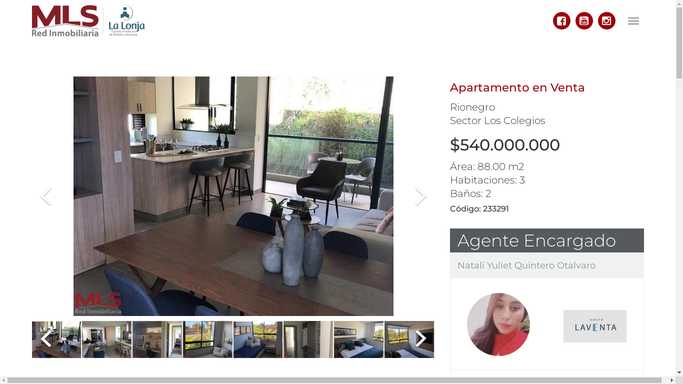 MLS
Red Inmobiliaria
La Lonja
Apartamento en Venta
Rionegro
Sector Los Colegios
$540.000.000
Área: 88.00 m2
Habitaciones: 3
Baños: 2
Código: 233291
MLS
Red Inmobiliaria
Agente Encargado
Natali Yuliet Quintero Otalvaro
LAVENTA